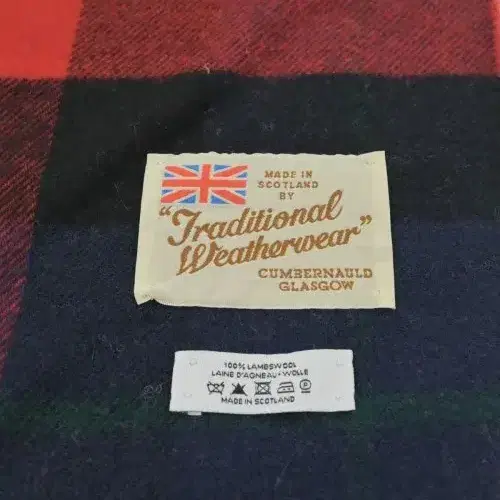 MADE IN
SCOTLAND
BY
"Traditional
Weatherwear"
CUMBERNAULD
GLASGOW
100% LAMBSWOOL
LAINE D'AGNEAU · WOLLE
MADE IN SCOTLAND